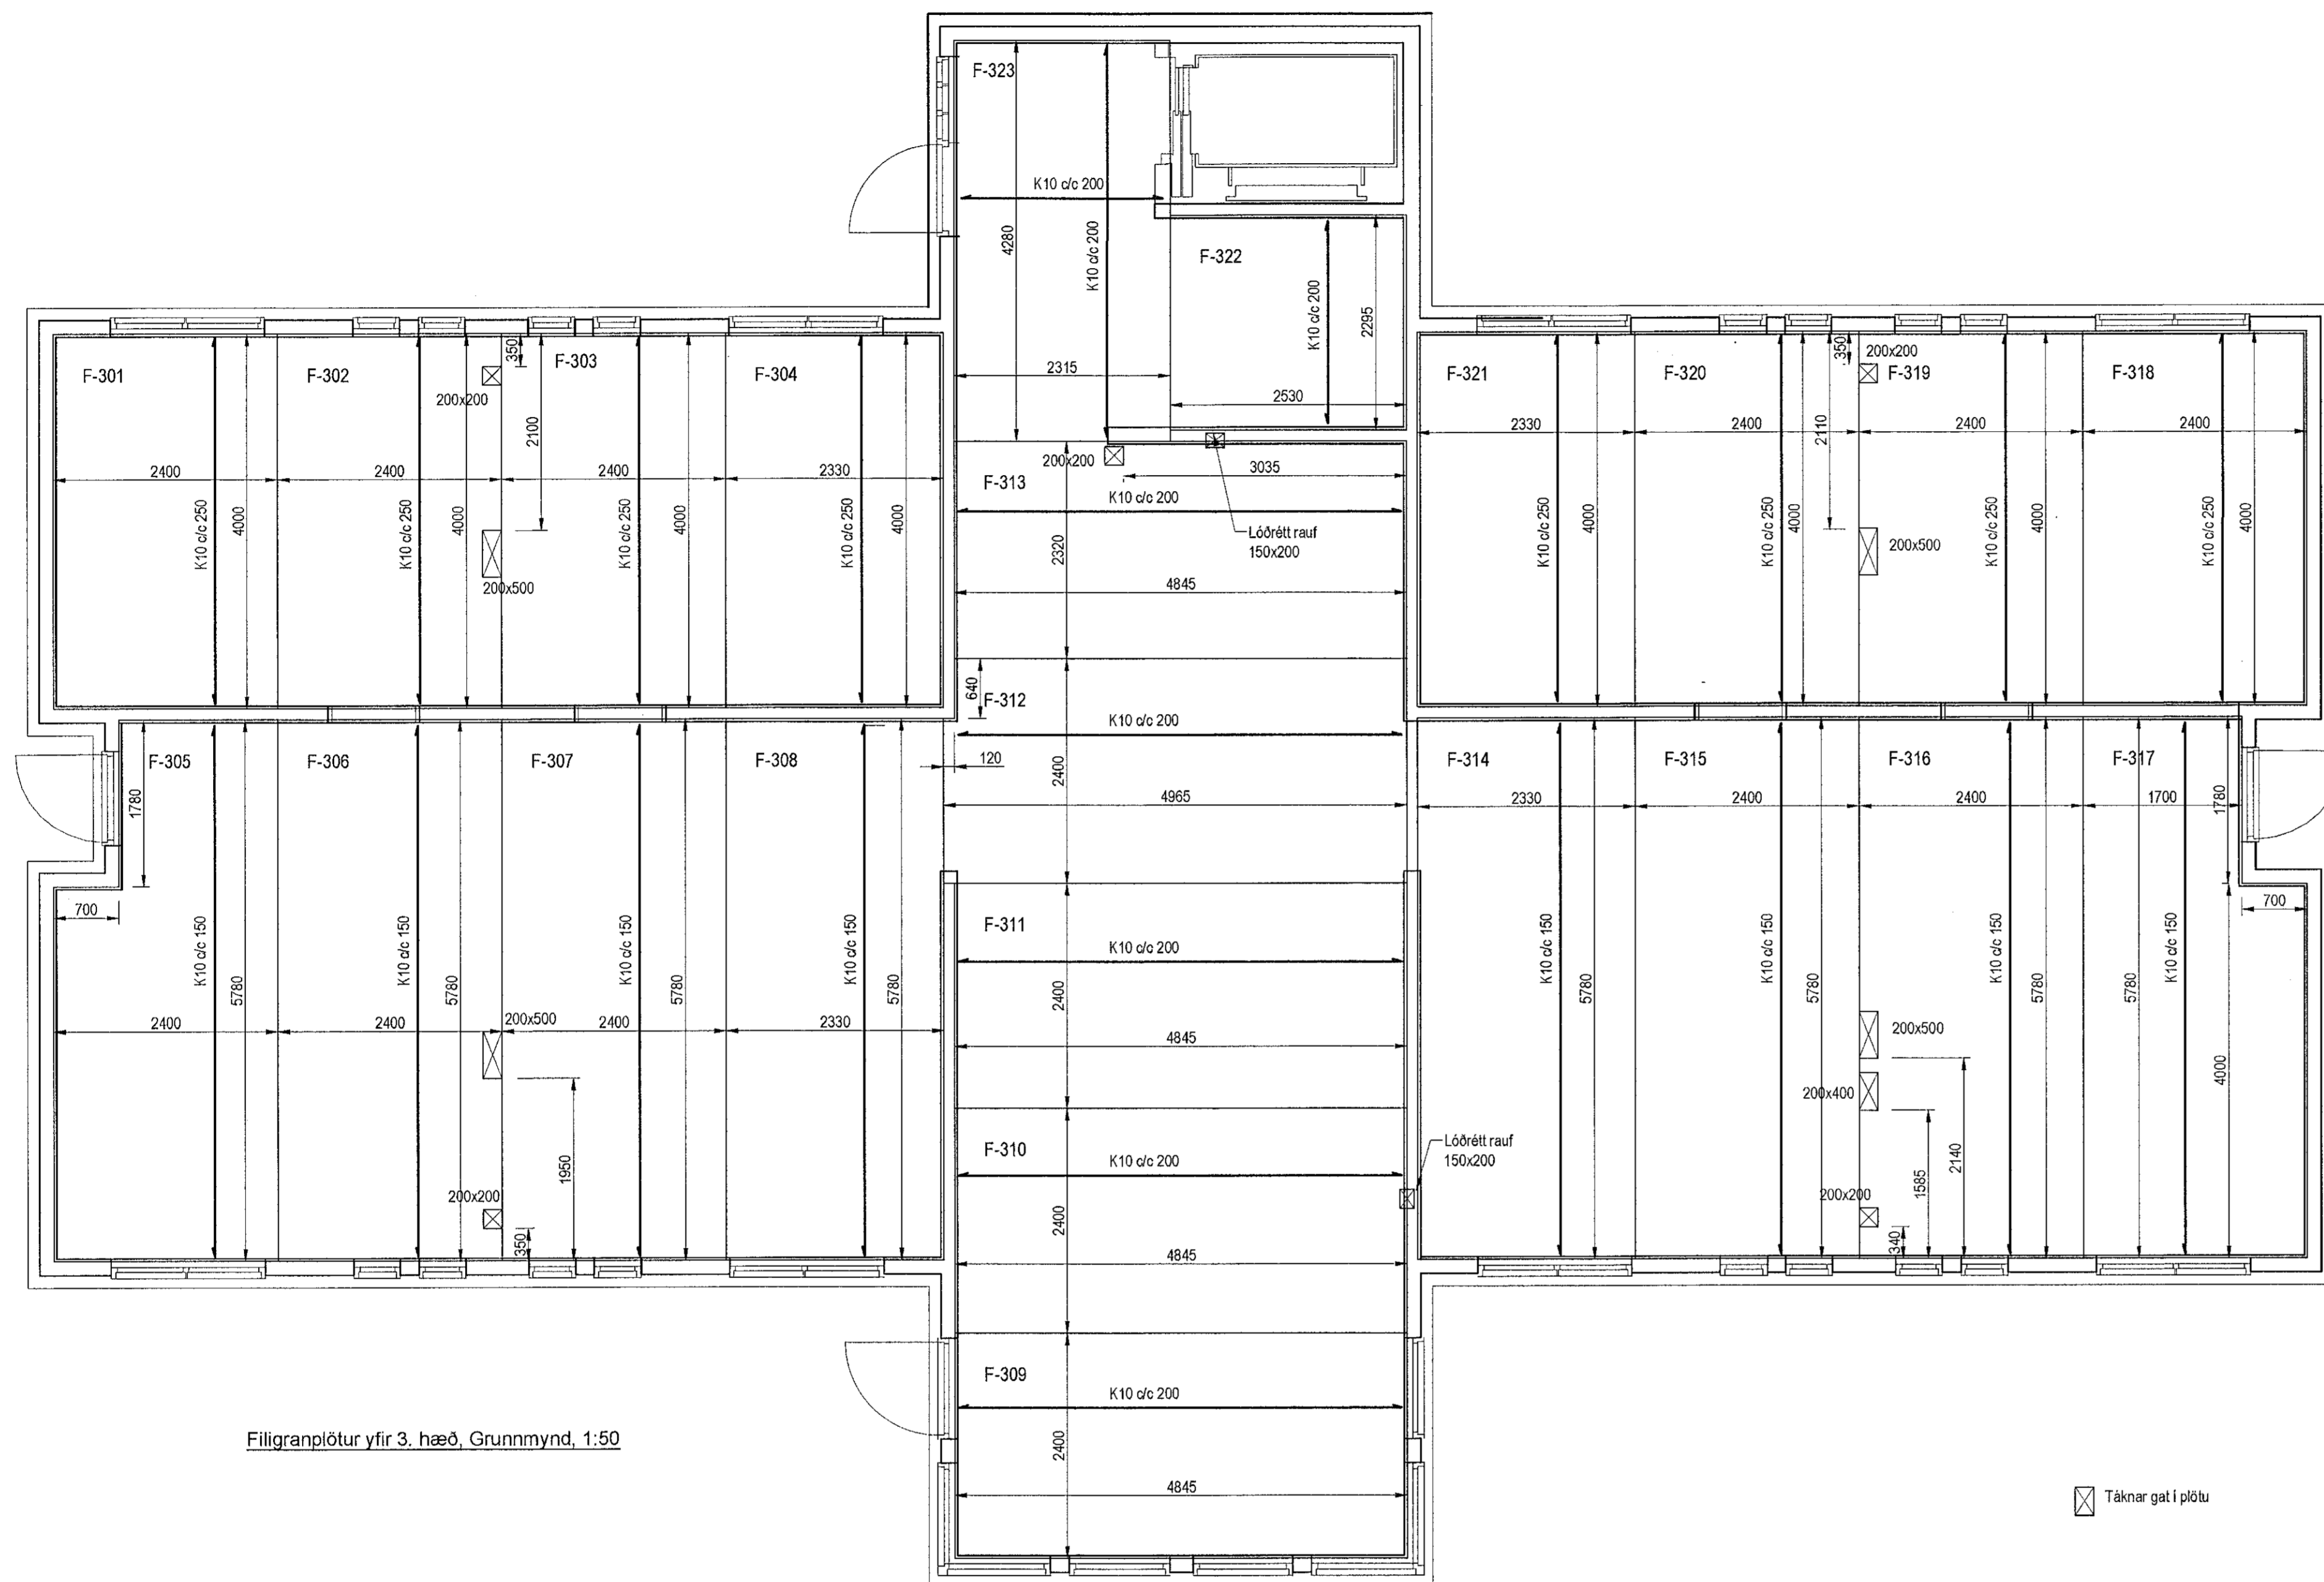 F-323
K10 c/c 200
4280
K10 c/c 200
F-322
K10 c/c 200
2295
2315
2530
F-301
F-302
350
F-303
F-304
200x200
2100
2400
2400
2400
2330
K10 c/c 250
4000
K10 c/c 250
4000
K10 c/c 250
4000
K10 c/c 250
4000
200x500
F-321
F-320
350
200x200
F-319
F-318
2330
2400
2110
2400
2400
K10 c/c 250
4000
K10 c/c 250
4000
200x500
K10 c/c 250
4000
K10 c/c 250
4000
200x200
F-313
3035
K10 c/c 200
Lóðrétt rauf
150x200
2320
4845
640
F-312
K10 c/c 200
120
2400
4965
F-305
F-306
F-307
F-308
1780
700
K10 c/c 150
5780
K10 c/c 150
5780
K10 c/c 150
5780
K10 c/c 150
5780
2400
2400
200x500
2400
2330
1950
200x200
350
F-314
F-315
F-316
F-317
2330
2400
2400
1700
1780
700
K10 c/c 150
5780
K10 c/c 150
5780
K10 c/c 150
5780
5780
K10 c/c 150
4000
200x500
200x400
1585
2140
200x200
340
F-311
K10 c/c 200
2400
4845
F-310
K10 c/c 200
Lóðrétt rauf
150x200
2400
4845
F-309
K10 c/c 200
2400
4845
Filigranplötur yfir 3. hæð, Grunnmynd, 1:50
Táknar gat í plötu